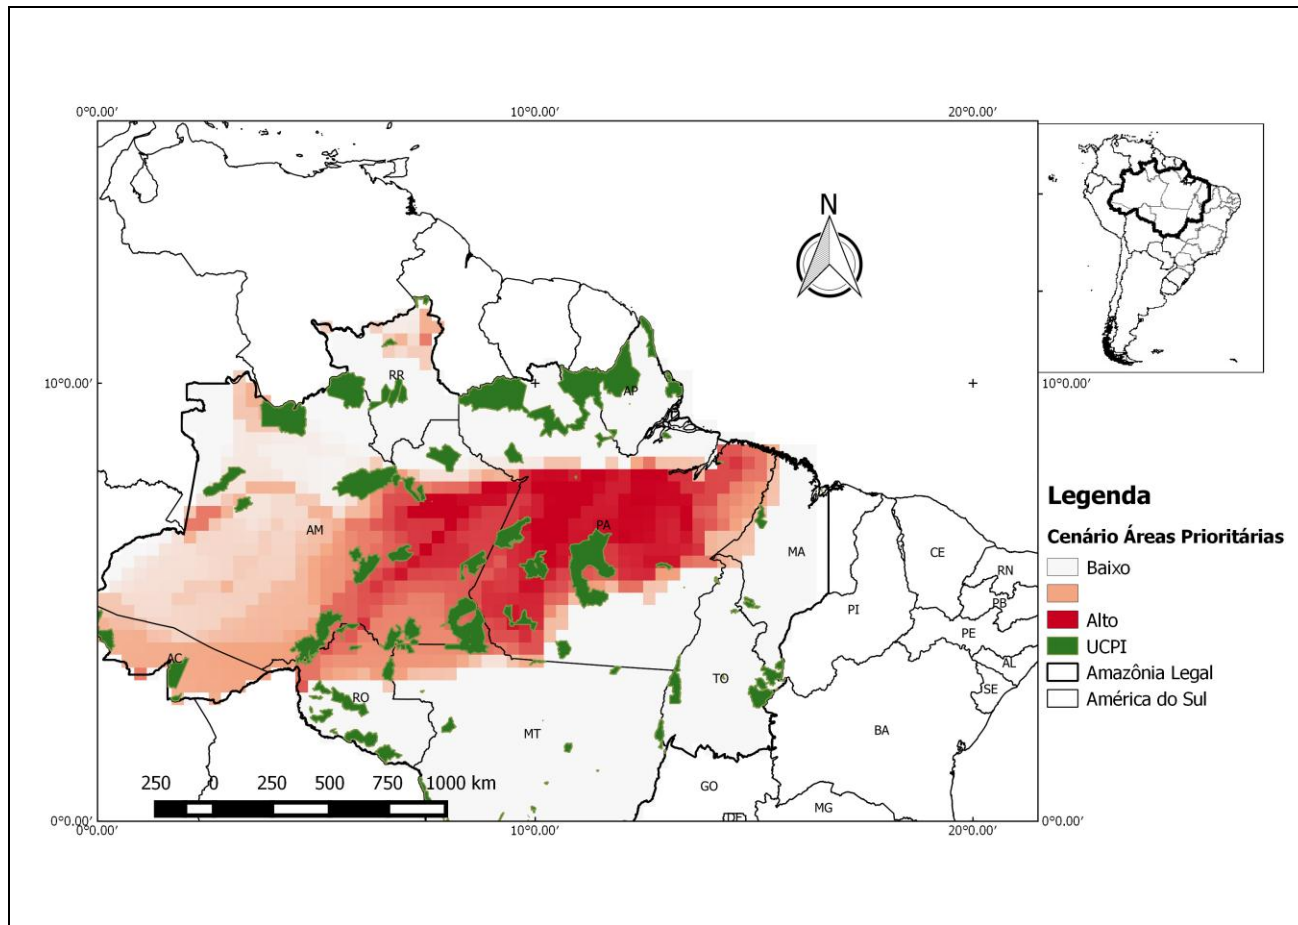 0°0.00′ 10°0.00′ 20°0.00′
N
RR
10°0.00′ AP 10°0.00′
Legenda
AM PA
Cenário Áreas Prioritárias
MA CE
Baixo
RN
PI PB
Alto
PE
UCPI
AC AL
Amazônia Legal
TO SE
RO América do Sul
MT BA
250 0 250 500 750 1000 km
GO
MG
DF
0°0.00′ 0°0.00′
0°0.00′ 10°0.00′ 20°0.00′